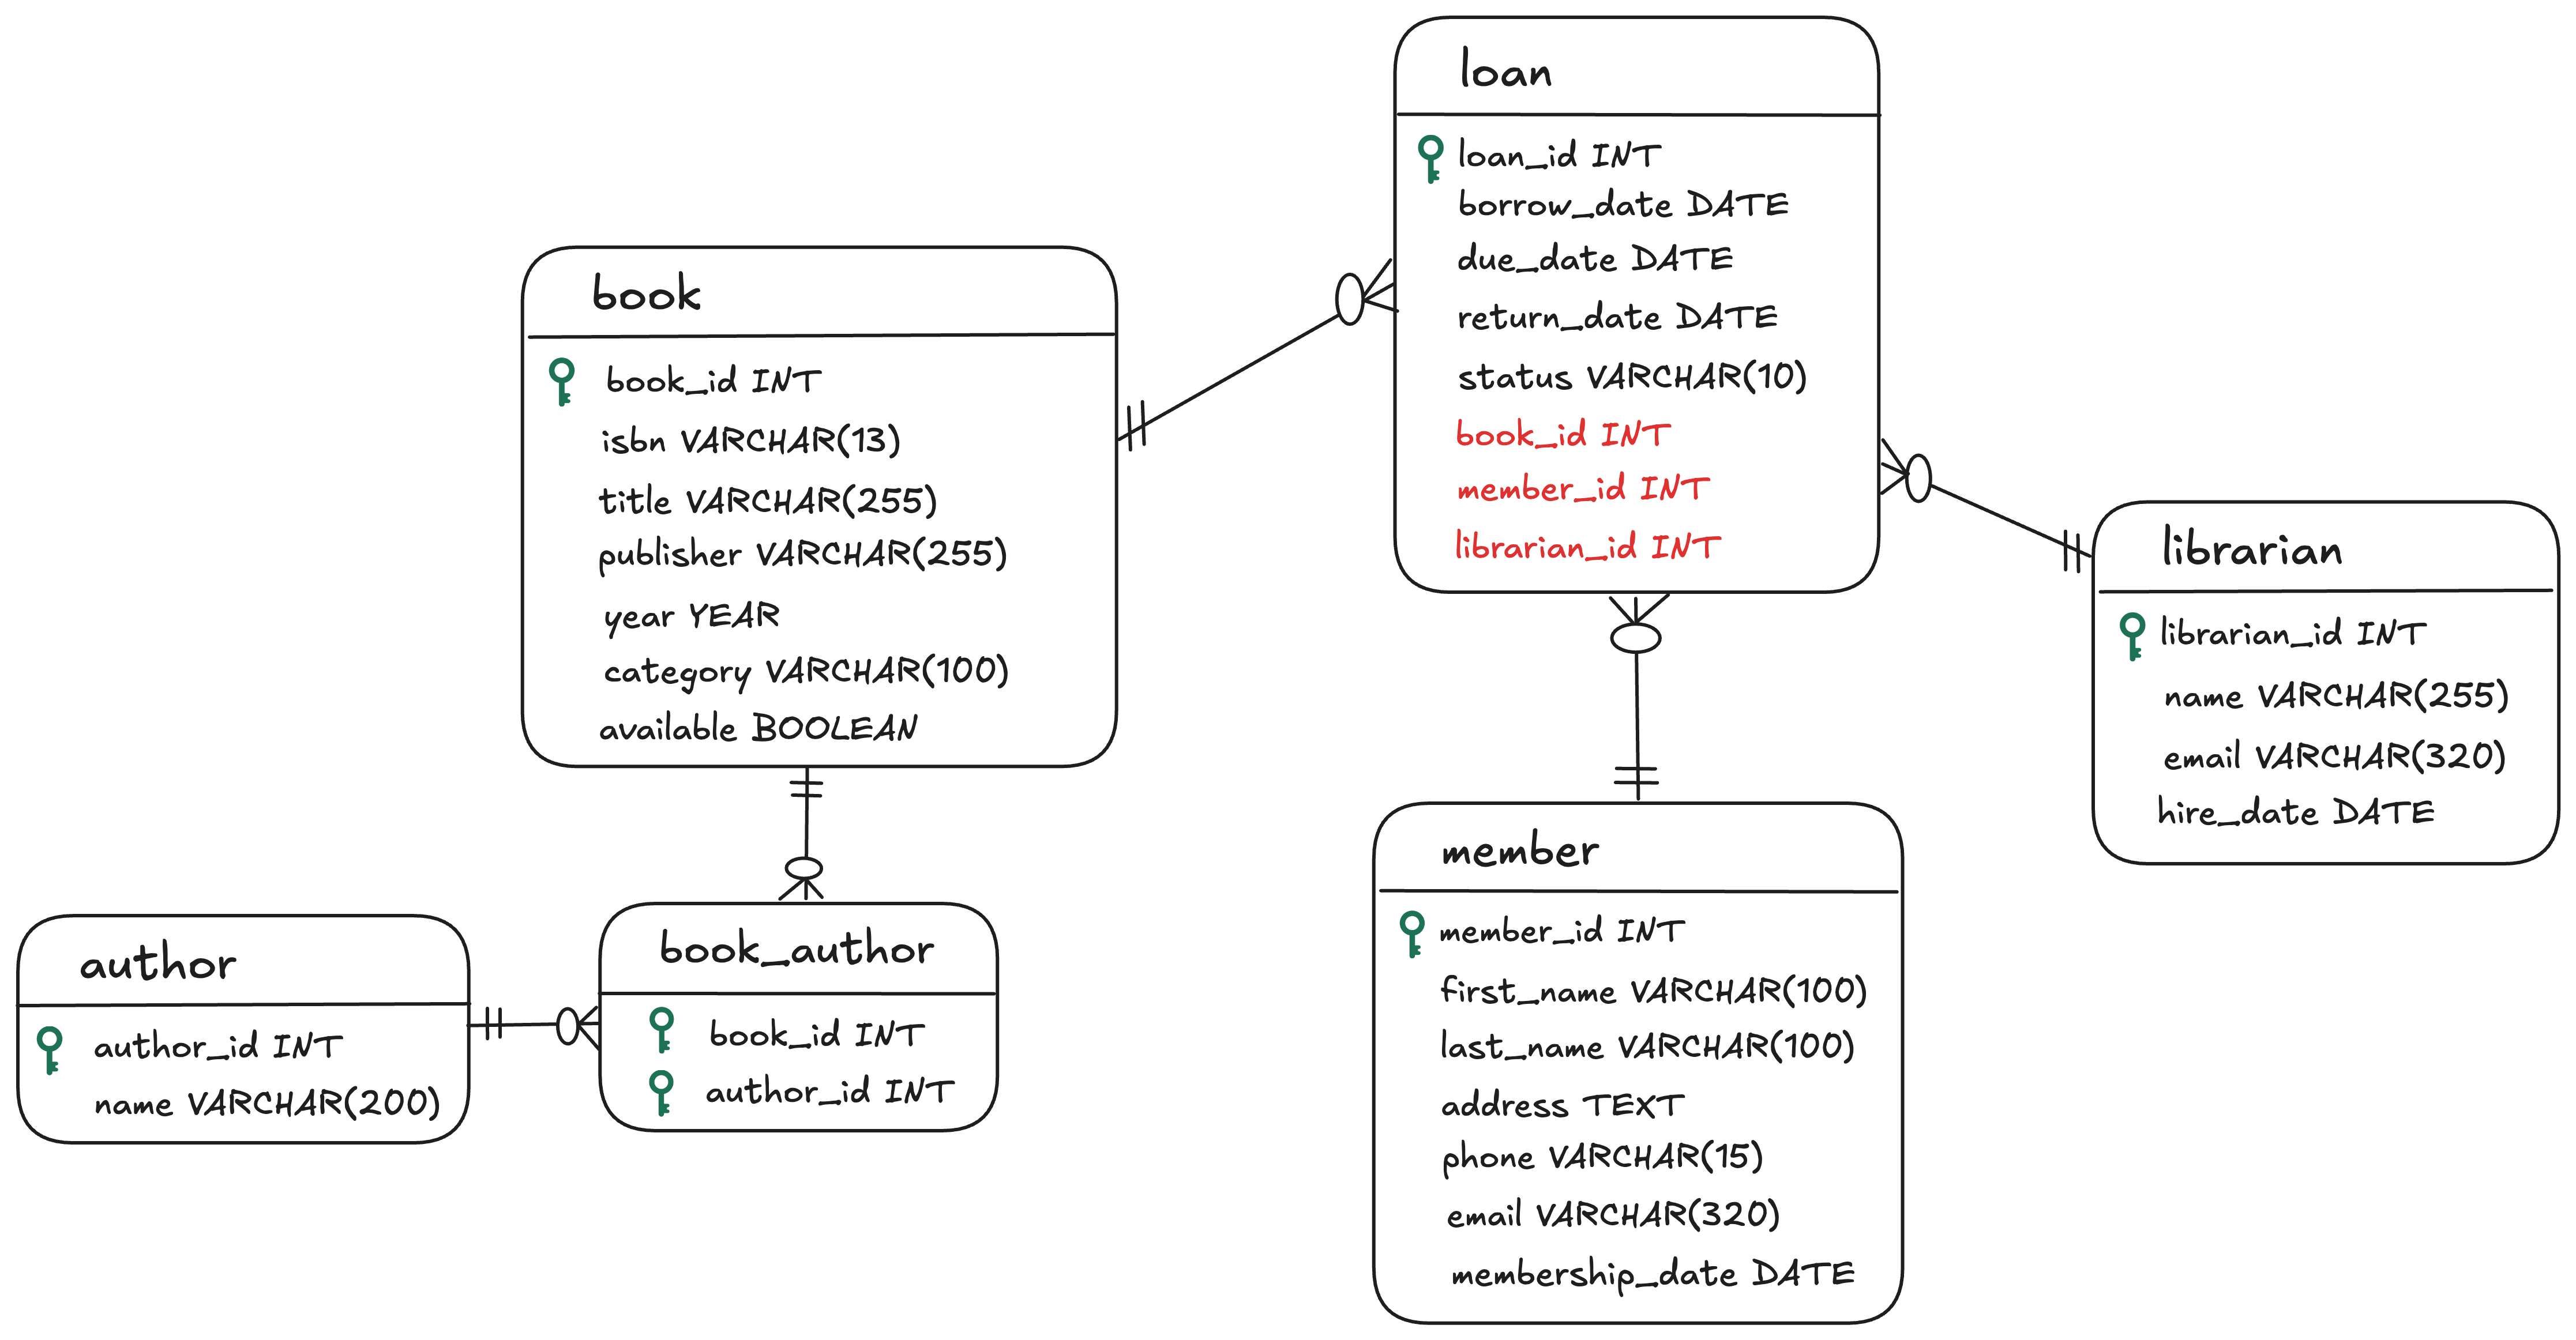 loan
loan_id INT
borrow_date DATE
due_date DATE
return_date DATE
status VARCHAR(10)
book_id INT
member_id INT
librarian_id INT
book
book_id INT
isbn VARCHAR(13)
title VARCHAR(255)
publisher VARCHAR(255)
year YEAR
category VARCHAR(100)
available BOOLEAN
librarian
librarian_id INT
name VARCHAR(255)
email VARCHAR(320)
hire_date DATE
author
author_id INT
name VARCHAR(200)
book_author
book_id INT
author_id INT
member
member_id INT
first_name VARCHAR(100)
last_name VARCHAR(100)
address TEXT
phone VARCHAR(15)
email VARCHAR(320)
membership_date DATE